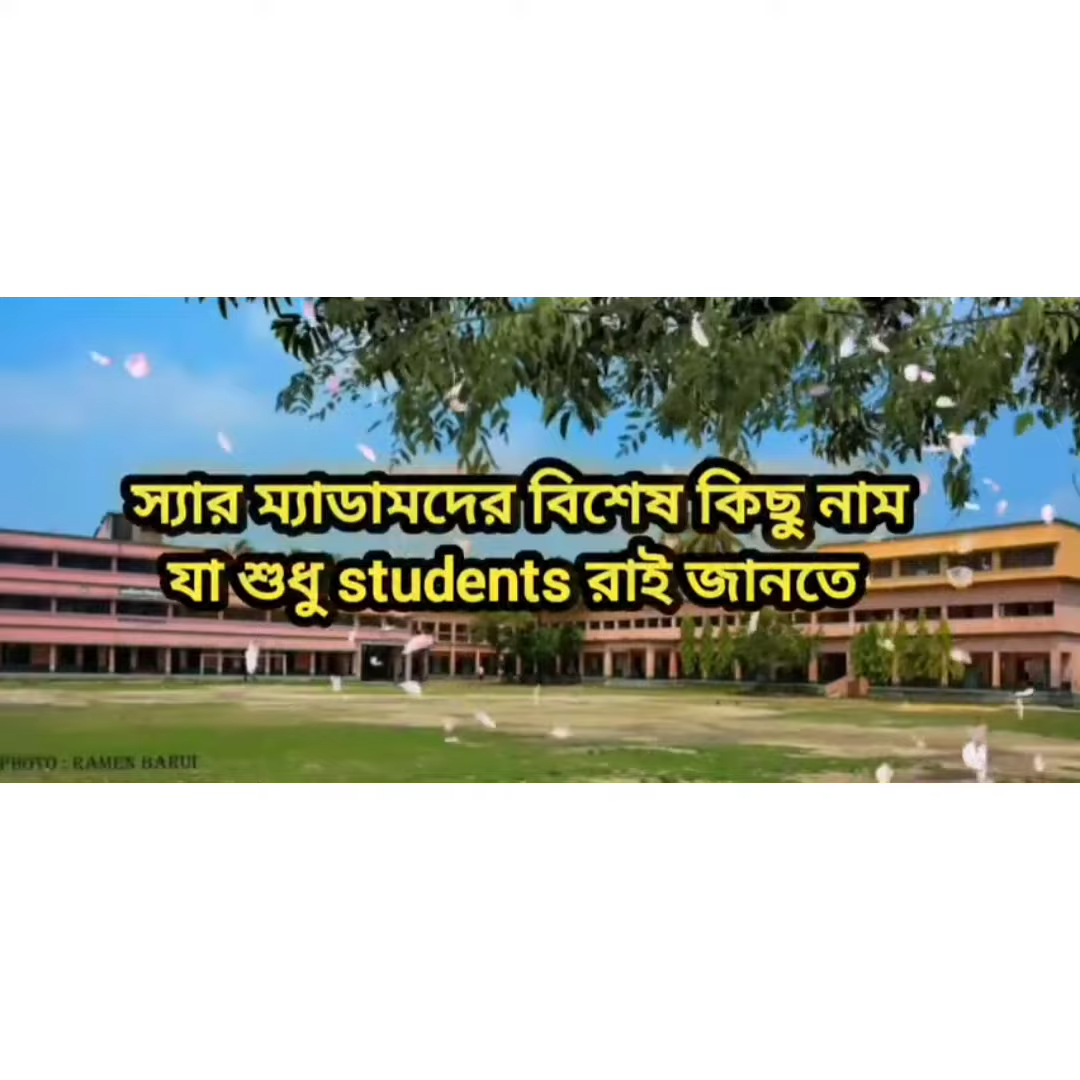 স্যার ম্যাডামদের বিশেষ কিছু নাম
যা শুধু students রাই জানতে
PHOTO : RAMEN BARUI